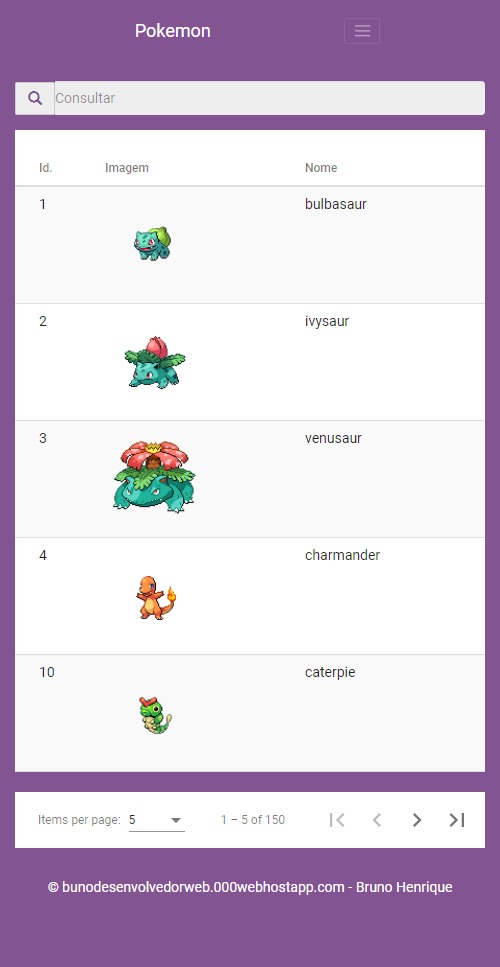 Pokemon
Consultar
Id. Imagem Nome
1 bulbasaur
2 ivysaur
3 venusaur
4 charmander
10 caterpie
Items per page: 5 1 – 5 of 150
© bunodesenvolvedorweb.000webhostapp.com - Bruno Henrique